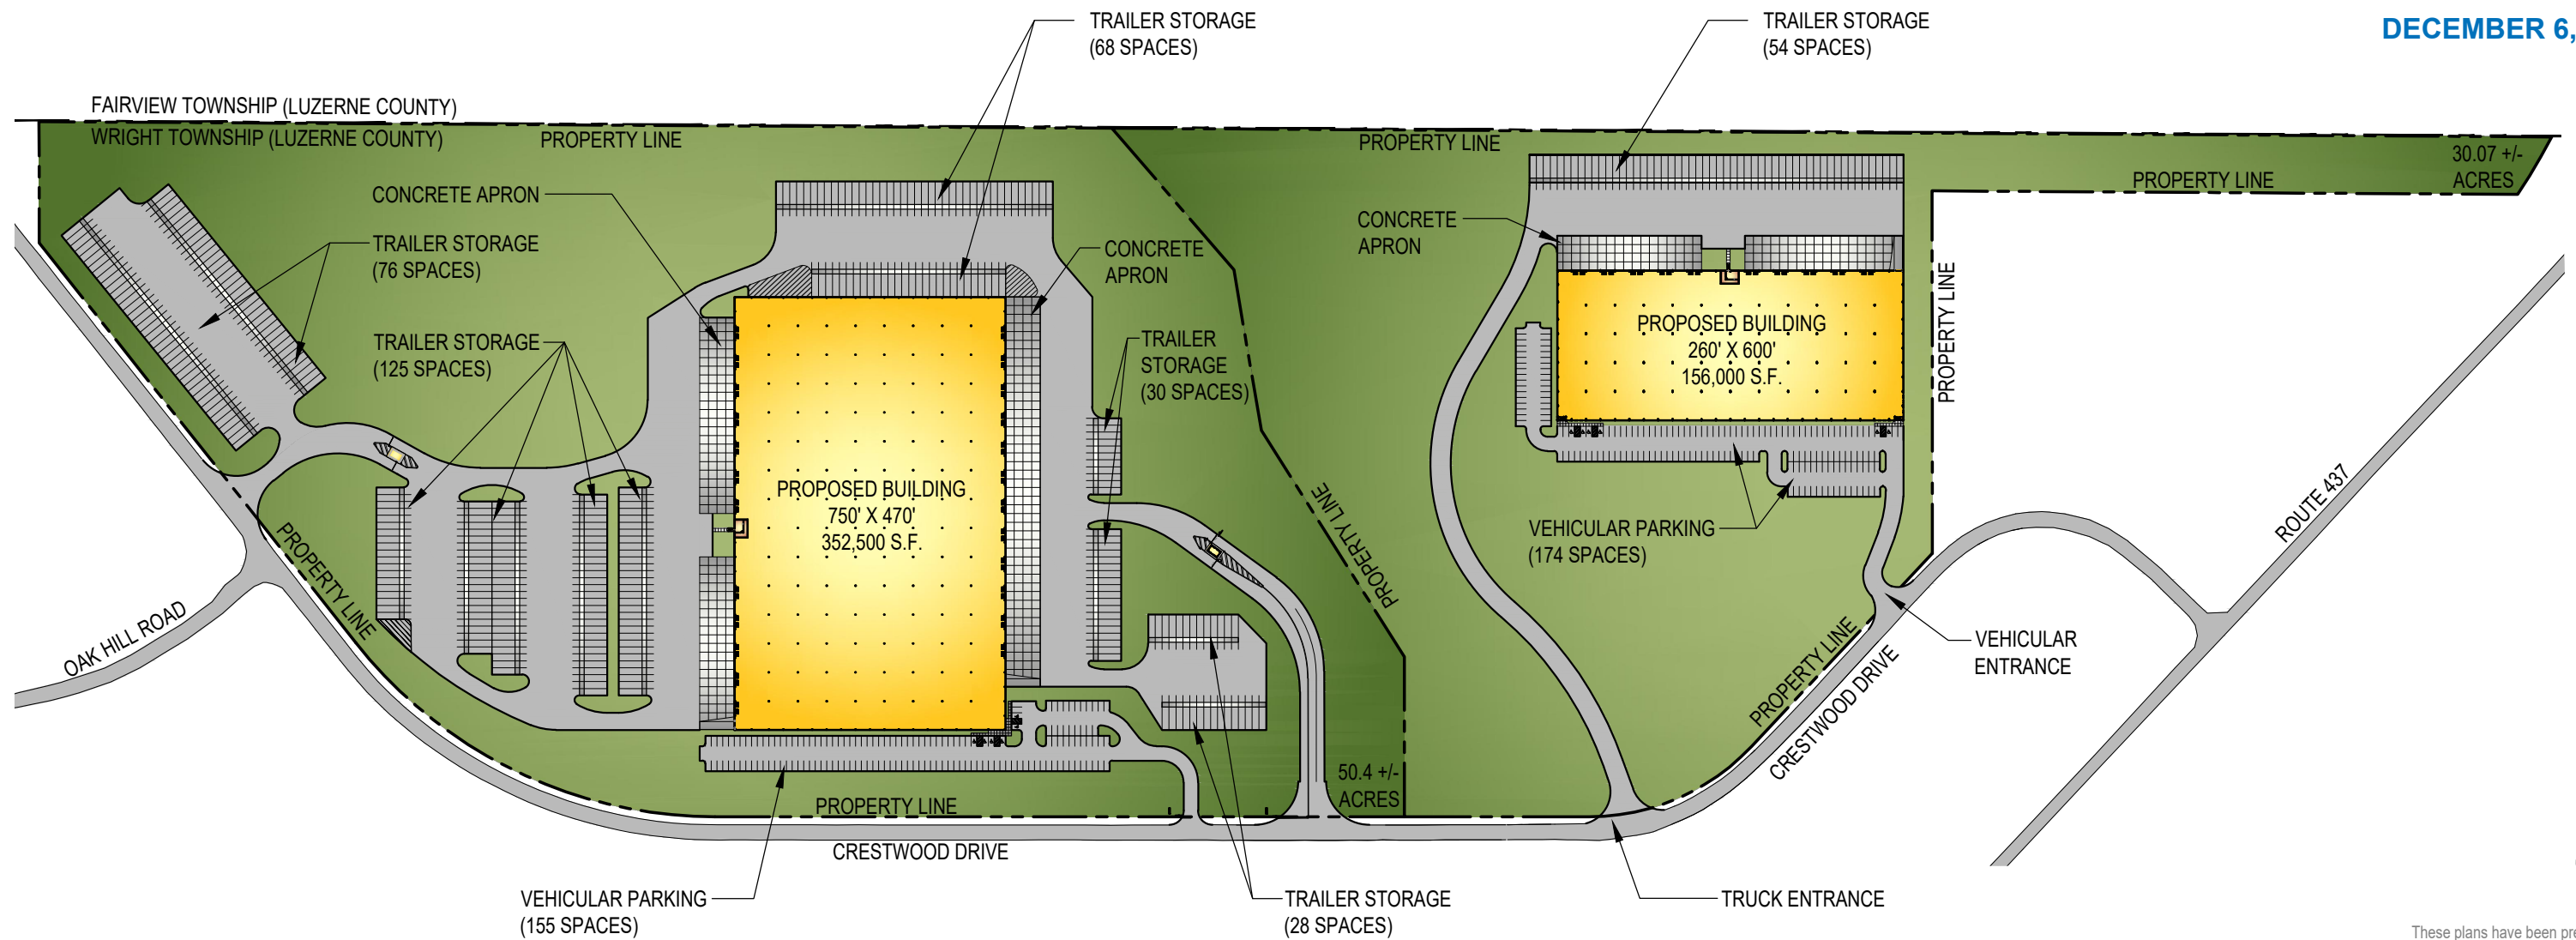 TRAILER STORAGE
(68 SPACES)
TRAILER STORAGE
(54 SPACES)
DECEMBER 6,
FAIRVIEW TOWNSHIP (LUZERNE COUNTY)
WRIGHT TOWNSHIP (LUZERNE COUNTY)
PROPERTY LINE
PROPERTY LINE
30.07 +/-
ACRES
PROPERTY LINE
CONCRETE APRON
TRAILER STORAGE
(76 SPACES)
CONCRETE
APRON
CONCRETE
APRON
TRAILER STORAGE
(125 SPACES)
TRAILER
STORAGE
(30 SPACES)
PROPOSED BUILDING
260' X 600'
156,000 S.F.
PROPERTY LINE
PROPOSED BUILDING
750' X 470'
352,500 S.F.
PROPERTY LINE
VEHICULAR PARKING
(174 SPACES)
ROUTE 437
PROPERTY LINE
OAK HILL ROAD
VEHICULAR
ENTRANCE
PROPERTY LINE
CRESTWOOD DRIVE
50.4 +/-
ACRES
PROPERTY LINE
CRESTWOOD DRIVE
VEHICULAR PARKING
(155 SPACES)
TRAILER STORAGE
(28 SPACES)
TRUCK ENTRANCE
These plans have been pre